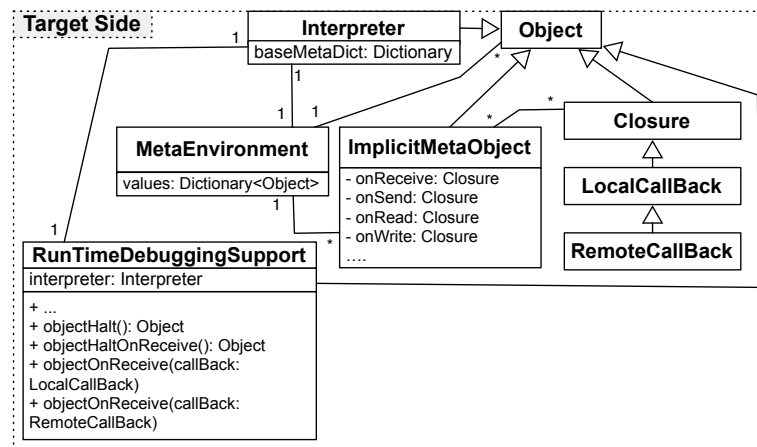 Target Side
Interpreter
baseMetaDict: Dictionary
Object
1
1
*
1
1
*
*
MetaEnvironment
values: Dictionary<Object>
ImplicitMetaObject
- onReceive: Closure
- onSend: Closure
- onRead: Closure
- onWrite: Closure
....
Closure
LocalCallBack
RemoteCallBack
1
1
*
RunTimeDebuggingSupport
interpreter: Interpreter
+ ...
+ objectHalt(): Object
+ objectHaltOnReceive(): Object
+ objectOnReceive(callBack:
LocalCallBack)
+ objectOnReceive(callBack:
RemoteCallBack)